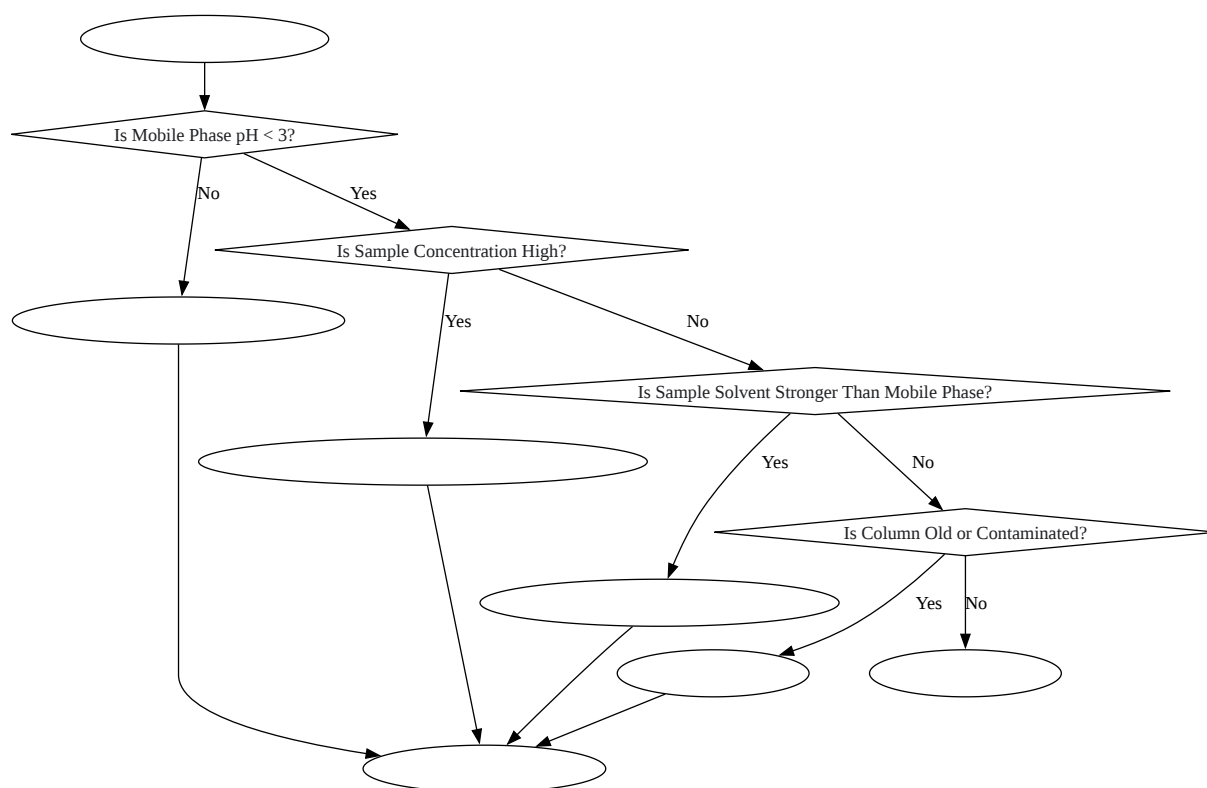 Is Mobile Phase pH < 3?
No
Yes
Is Sample Concentration High?
Yes
No
Is Sample Solvent Stronger Than Mobile Phase?
Yes
No
Is Column Old or Contaminated?
Yes
No